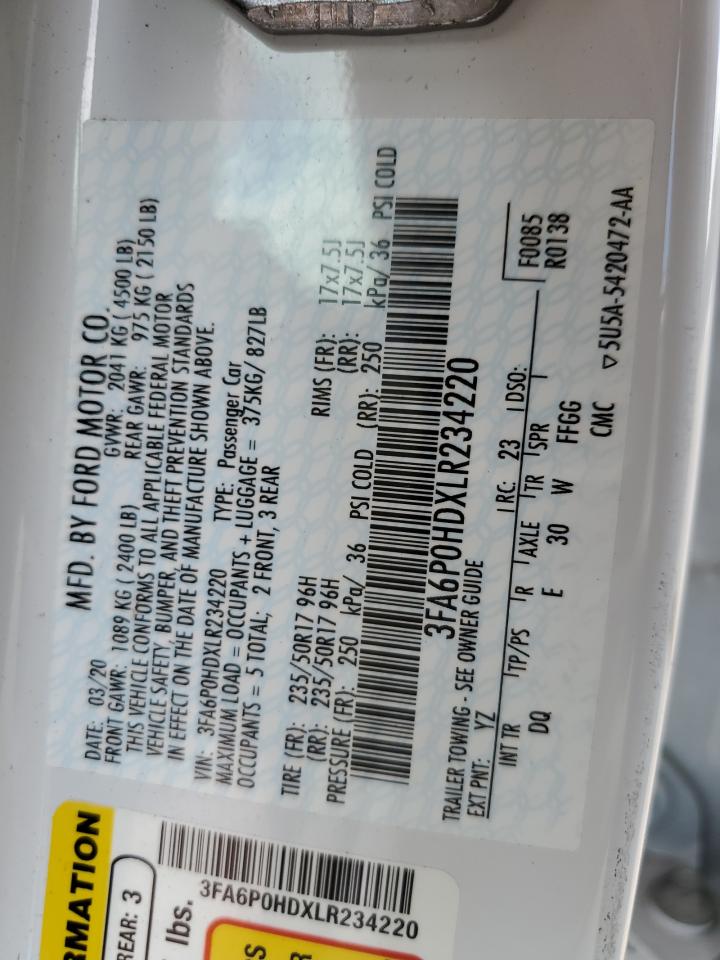 MFD. BY FORD MOTOR CO.
DATE: 03/20 GVWR: 2041 KG ( 4500 LB)
FRONT GAWR: 1089 KG ( 2400 LB) REAR GAWR: 975 KG ( 2150 LB)
THIS VEHICLE CONFORMS TO ALL APPLICABLE FEDERAL MOTOR
VEHICLE SAFETY, BUMPER, AND THEFT PREVENTION STANDARDS
IN EFFECT ON THE DATE OF MANUFACTURE SHOWN ABOVE.
VIN: 3FA6P0HDXLR234220 TYPE: Passenger Car
MAXIMUM LOAD = OCCUPANTS + LUGGAGE = 375KG/ 827LB
OCCUPANTS = 5 TOTAL; 2 FRONT, 3 REAR
TIRE (FR): 235/50R17 96H RIMS (FR): 17x7.5J
(RR): 235/50R17 96H (RR): 17x7.5J
PRESSURE (FR): 250 kPa/ 36 PSI COLD (RR): 250 kPa/ 36 PSI COLD
3FA6P0HDXLR234220
TRAILER TOWING - SEE OWNER GUIDE
EXT PNT: YZ RC: 23 DSO: F0085
R0138
INT TR TP/PS R AXLE TR SPR
DQ E 30 W FFGG
CMC ▽5U5A-5420472-AA
RMATION
REAR: 3
lbs.
3FA6P0HDXLR234220
S
R